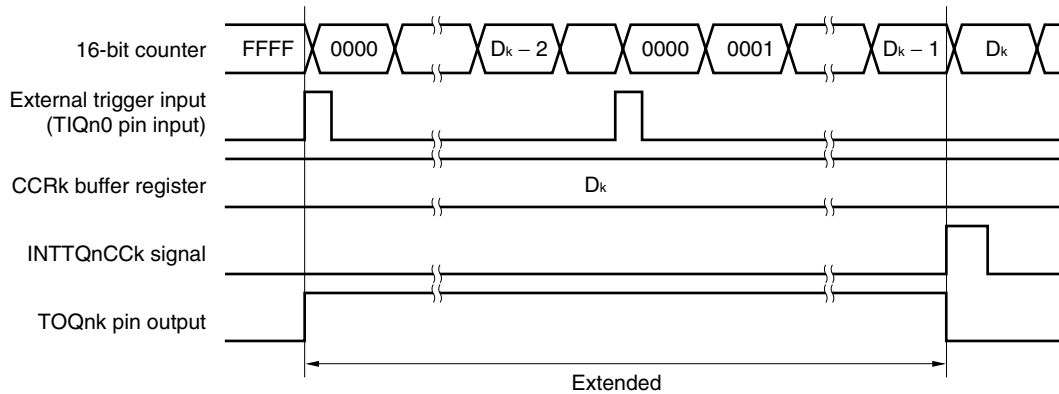 16-bit counter
FFFF 0000 Dk − 2 0000 0001 Dk − 1 Dk
External trigger input
(TIQn0 pin input)
CCRk buffer register
Dk
INTTQnCCk signal
TOQnk pin output
Extended